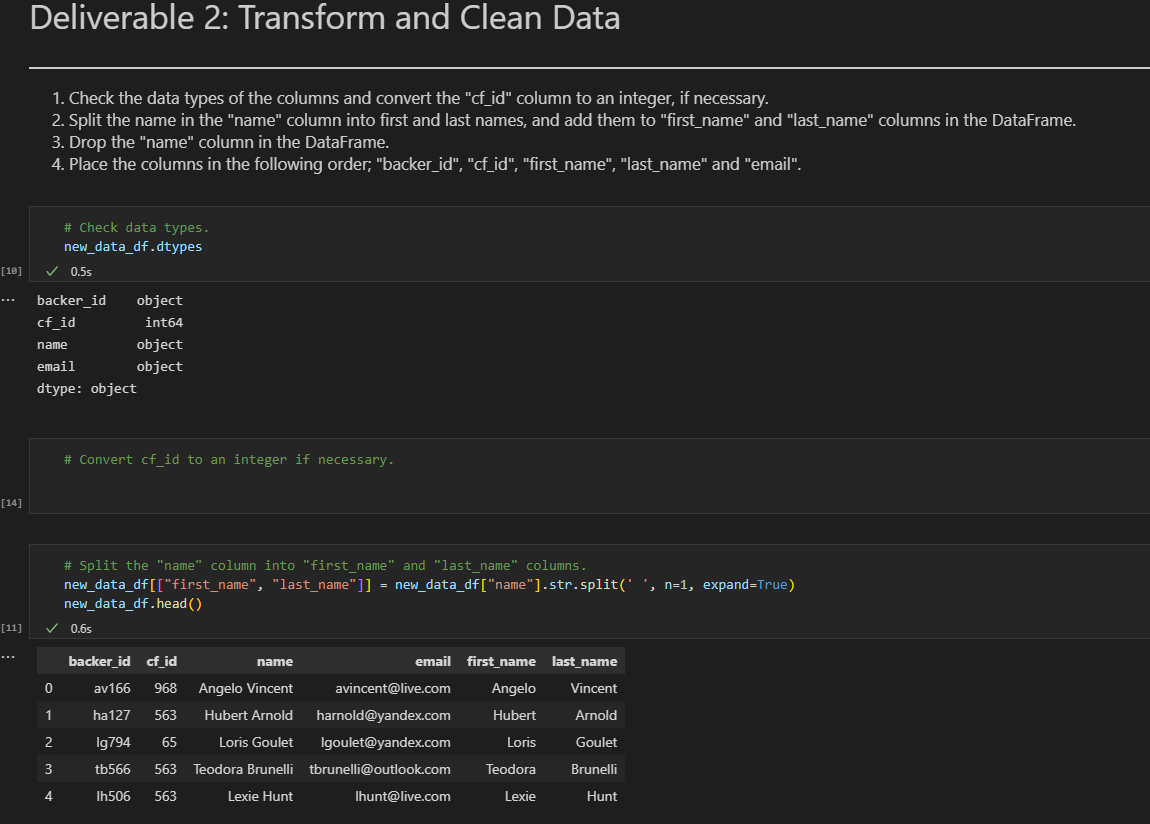 Deliverable 2: Transform and Clean Data
1. Check the data types of the columns and convert the "cf_id" column to an integer, if necessary.
2. Split the name in the "name" column into first and last names, and add them to "first_name" and "last_name" columns in the DataFrame.
3. Drop the "name" column in the DataFrame.
4. Place the columns in the following order; "backer_id", "cf_id", "first_name", "last_name" and "email".
# Check data types.
new_data_df.dtypes
[10] ✓ 0.5s
...
backer_id object
cf_id int64
name object
email object
dtype: object
# Convert cf_id to an integer if necessary.
[14]
# Split the "name" column into "first_name" and "last_name" columns.
new_data_df[["first_name", "last_name"]] = new_data_df["name"].str.split(' ', n=1, expand=True)
new_data_df.head()
[11] ✓ 0.6s
...
backer_id cf_id name email first_name last_name
0 av166 968 Angelo Vincent avincent@live.com Angelo Vincent
1 ha127 563 Hubert Arnold harnold@yandex.com Hubert Arnold
2 lg794 65 Loris Goulet lgoulet@yandex.com Loris Goulet
3 tb566 563 Teodora Brunelli tbrunelli@outlook.com Teodora Brunelli
4 lh506 563 Lexie Hunt lhunt@live.com Lexie Hunt